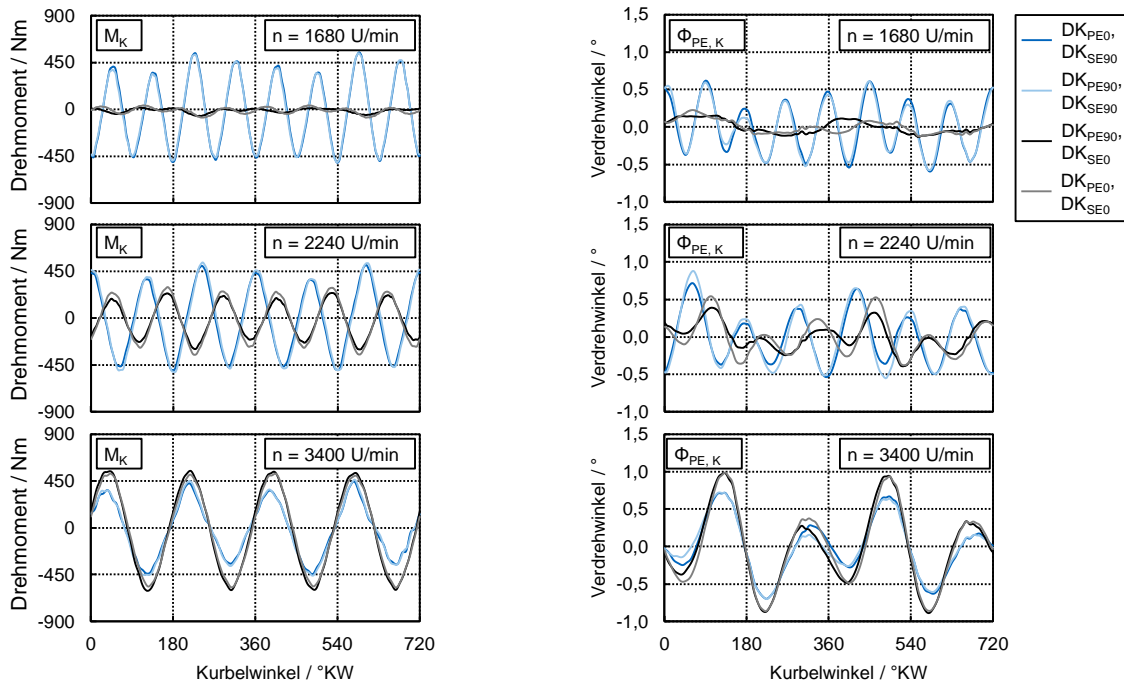 Drehmoment / Nm
900
450
0
-450
-900
M_K
n = 1680 U/min
Verdrehwinkel / °
1,5
1,0
0,5
0,0
-0,5
-1,0
Φ_PE, K
n = 1680 U/min
DK_PE0,
DK_SE90
DK_PE90,
DK_SE90
DK_PE90,
DK_SE0
DK_PE0,
DK_SE0
Drehmoment / Nm
900
450
0
-450
-900
M_K
n = 2240 U/min
Verdrehwinkel / °
1,5
1,0
0,5
0,0
-0,5
-1,0
Φ_PE, K
n = 2240 U/min
Drehmoment / Nm
900
450
0
-450
-900
M_K
n = 3400 U/min
0 180 360 540 720
Kurbelwinkel / °KW
Verdrehwinkel / °
1,5
1,0
0,5
0,0
-0,5
-1,0
Φ_PE, K
n = 3400 U/min
0 180 360 540 720
Kurbelwinkel / °KW